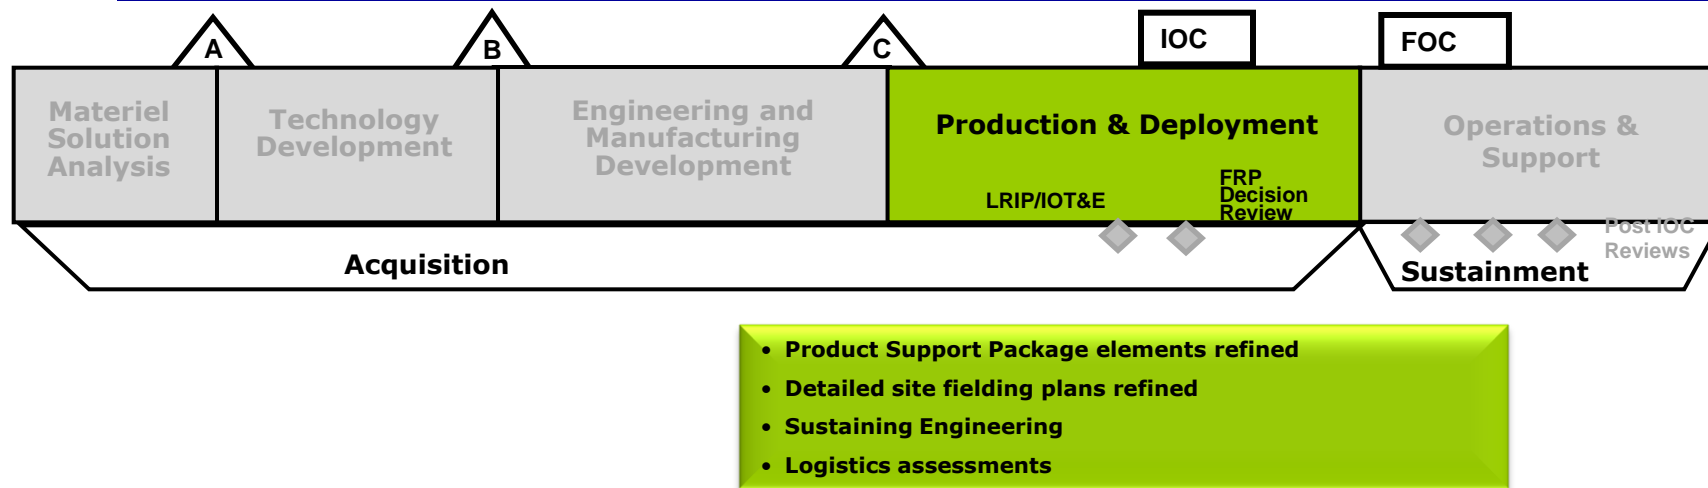 A
B
C
IOC
FOC
Materiel
Solution
Analysis
Technology
Development
Engineering and
Manufacturing
Development
Production & Deployment
LRIP/IOT&E
FRP
Decision
Review
Operations &
Support
Post IOC
Reviews
Acquisition
Sustainment
• Product Support Package elements refined
• Detailed site fielding plans refined
• Sustaining Engineering
• Logistics assessments